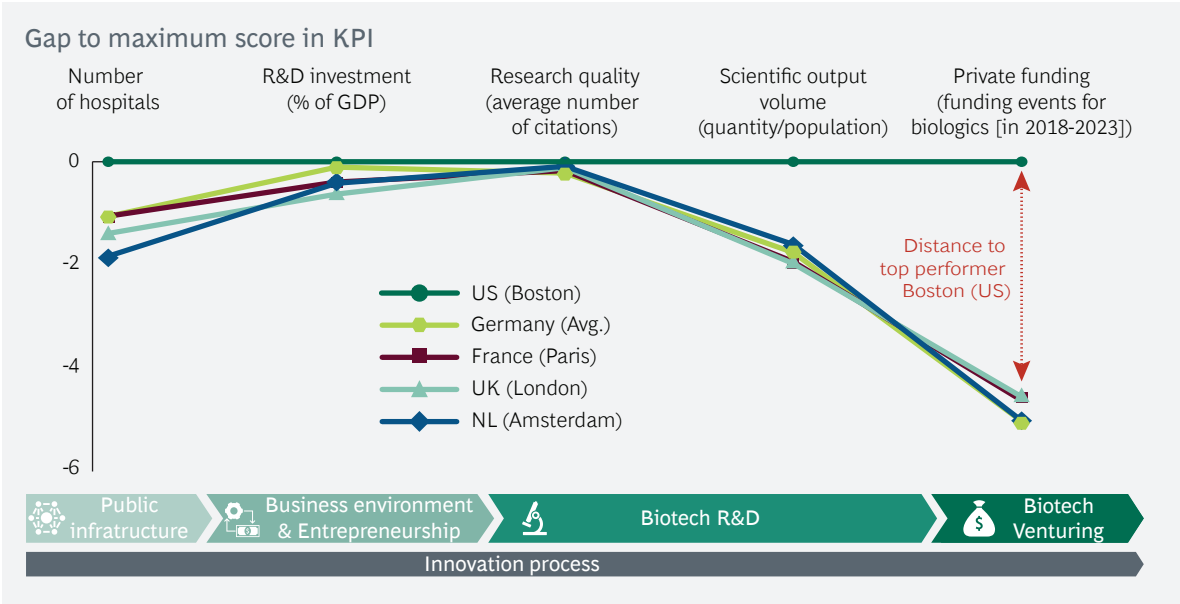 Gap to maximum score in KPI
Number
of hospitals
R&D investment
(% of GDP)
Research quality
(average number
of citations)
Scientific output
volume
(quantity/population)
Private funding
(funding events for
biologics [in 2018-2023])
0
-2
-4
-6
US (Boston)
Germany (Avg.)
France (Paris)
UK (London)
NL (Amsterdam)
Distance to
top performer
Boston (US)
Public
infratructure
Business environment
& Entrepreneurship
Biotech R&D
$
Biotech
Venturing
Innovation process